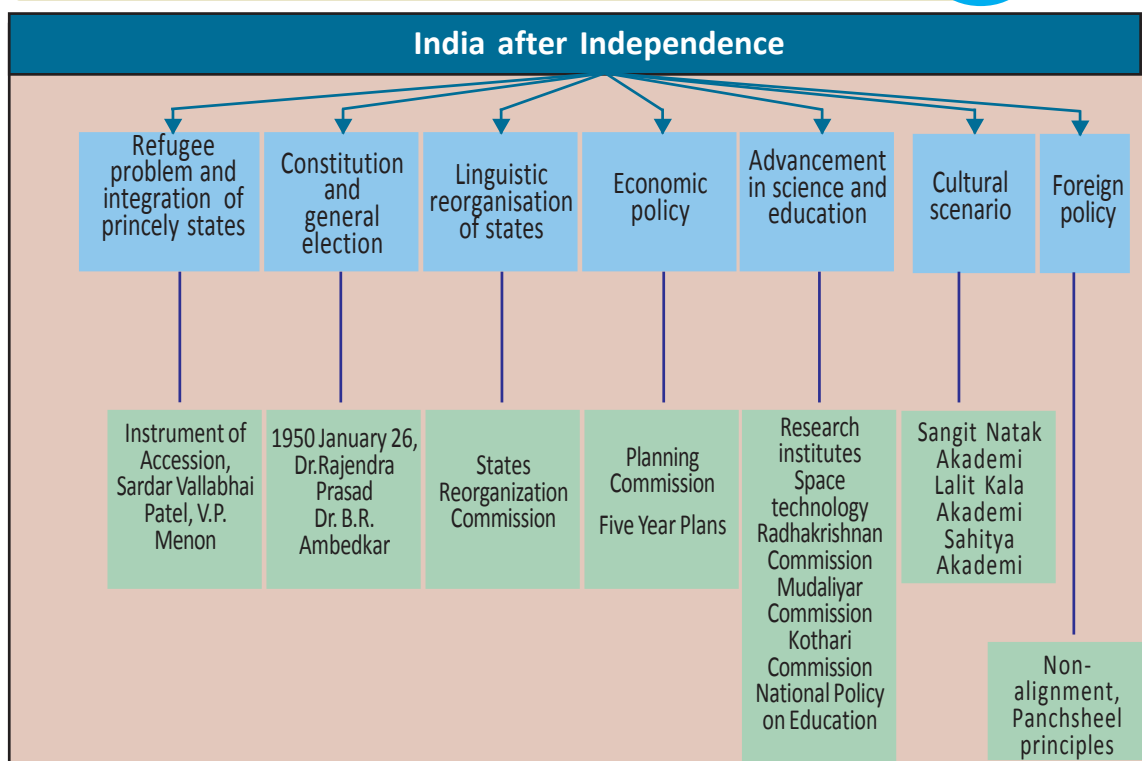 India after Independence
Refugee
problem and
integration of
princely states
Constitution
and
general
election
Linguistic
reorganisation
of states
Economic
policy
Advancement
in science and
education
Cultural
scenario
Foreign
policy
Instrument of
Accession,
Sardar Vallabhai
Patel, V.P.
Menon
1950 January 26,
Dr.Rajendra
Prasad
Dr. B.R.
Ambedkar
States
Reorganization
Commission
Planning
Commission
Five Year Plans
Research
institutes
Space
technology
Radhakrishnan
Commission
Mudaliyar
Commission
Kothari
Commission
National Policy
on Education
Sangit Natak
Akademi
Lalit Kala
Akademi
Sahitya
Akademi
Non-
alignment,
Panchsheel
principles